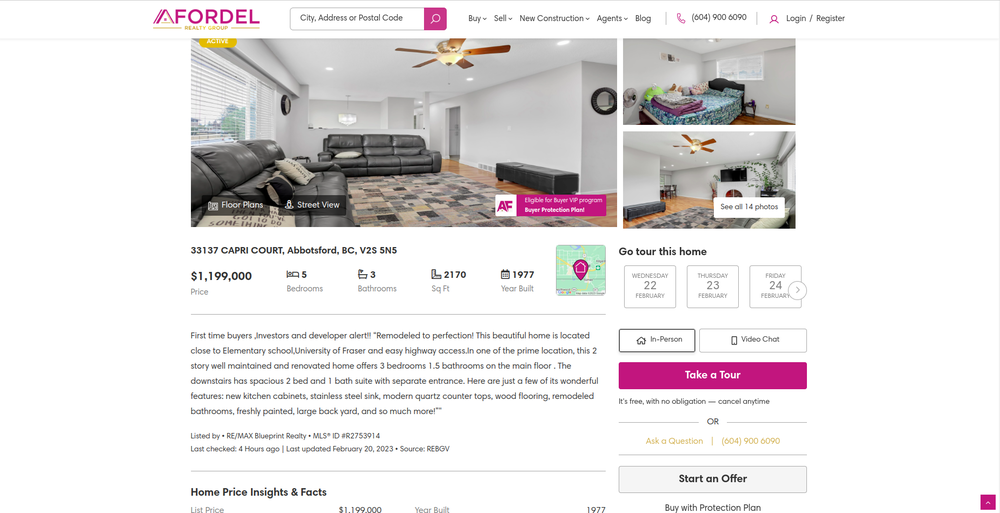 AFORDEL
REALTY GROUP
City, Address or Postal Code
Buy Sell New Construction Agents Blog
(604) 900 6090
Login / Register
ACTIVE
Floor Plans
Street View
SOMETHING
AF
Eligible for Buyer VIP program
Buyer Protection Plan!
See all 14 photos
33137 CAPRI COURT, Abbotsford, BC, V2S 5N5
$1,199,000
Price
5
Bedrooms
3
Bathrooms
2170
Sq Ft
1977
Year Built
First time buyers ,Investors and developer alert!! "Remodeled to perfection! This beautiful home is located
close to Elementary school,University of Fraser and easy highway access.In one of the prime location, this 2
story well maintained and renovated home offers 3 bedrooms 1.5 bathrooms on the main floor . The
downstairs has spacious 2 bed and 1 bath suite with separate entrance. Here are just a few of its wonderful
features: new kitchen cabinets, stainless steel sink, modern quartz counter tops, wood flooring, remodeled
bathrooms, freshly painted, large back yard, and so much more!""
Listed by • RE/MAX Blueprint Realty • MLS® ID #R2753914
Last checked: 4 Hours ago | Last updated February 20, 2023 • Source: REBGV
Home Price Insights & Facts
List Price $1,199,000
Year Built 1977
Go tour this home
WEDNESDAY
22
FEBRUARY
THURSDAY
23
FEBRUARY
FRIDAY
24
FEBRUARY
In-Person
Video Chat
Take a Tour
It's free, with no obligation — cancel anytime
OR
Ask a Question | (604) 900 6090
Start an Offer
Buy with Protection Plan